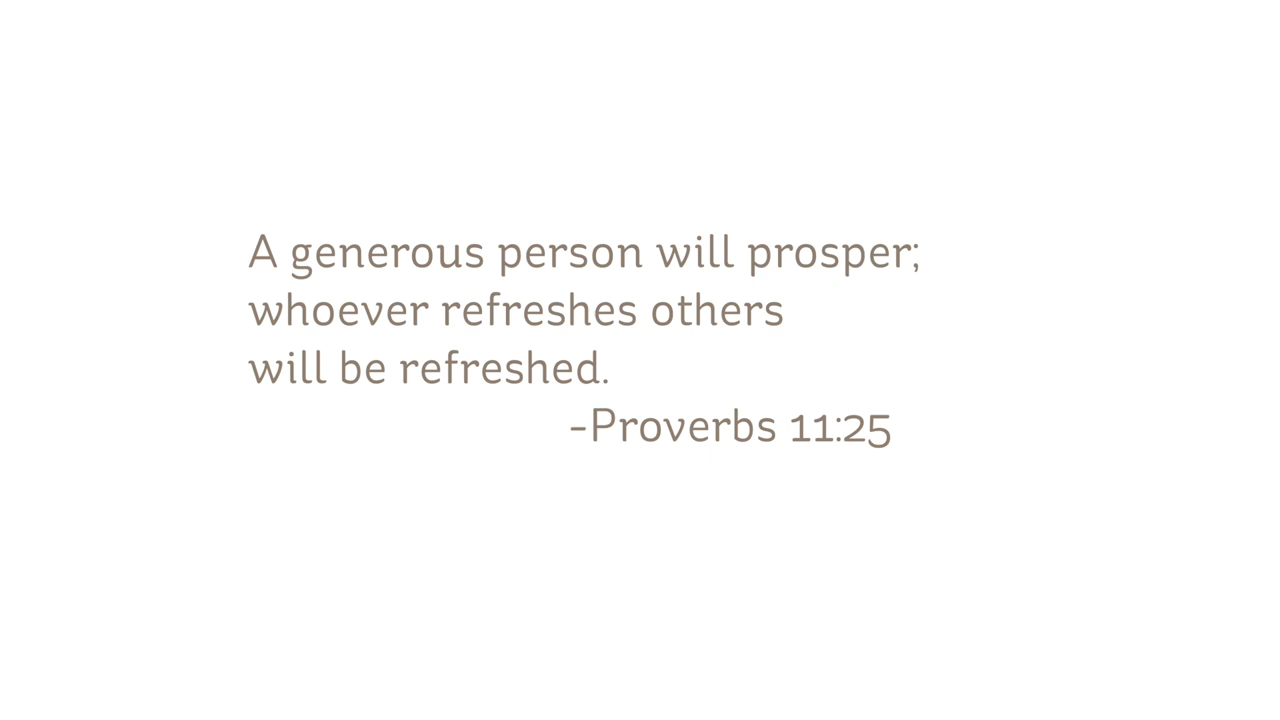 A generous person will prosper;
whoever refreshes others
will be refreshed.
-Proverbs 11:25